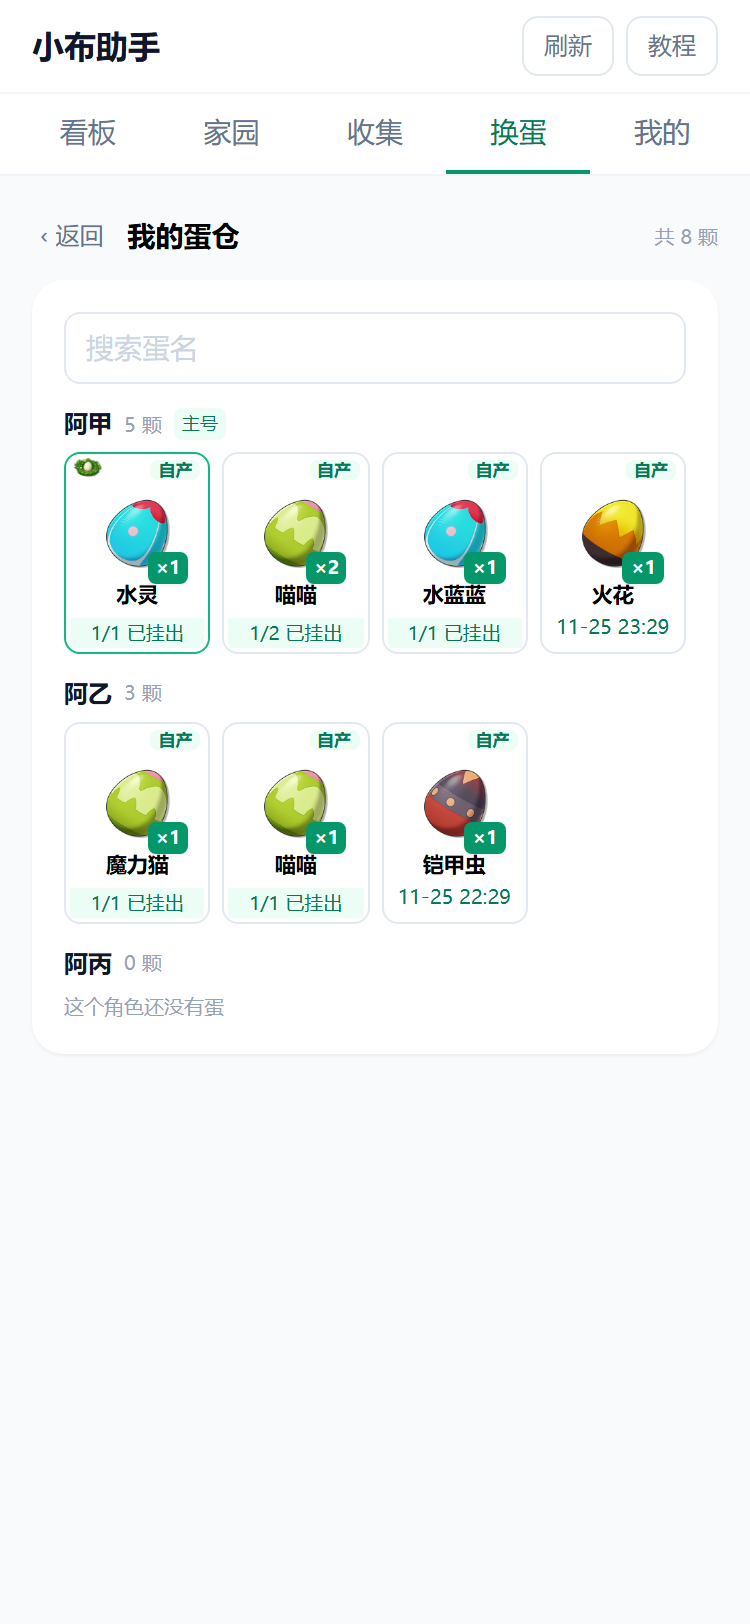 小布助手
刷新
教程
看板
家园
收集
换蛋
我的
‹ 返回
我的蛋仓
共 8 颗
搜索蛋名
阿甲 5 颗 主号
自产
×1
水灵
1/1 已挂出
自产
×2
喵喵
1/2 已挂出
自产
×1
水蓝蓝
1/1 已挂出
自产
×1
火花
11-25 23:29
阿乙 3 颗
自产
×1
魔力猫
1/1 已挂出
自产
×1
喵喵
1/1 已挂出
自产
×1
铠甲虫
11-25 22:29
阿丙 0 颗
这个角色还没有蛋